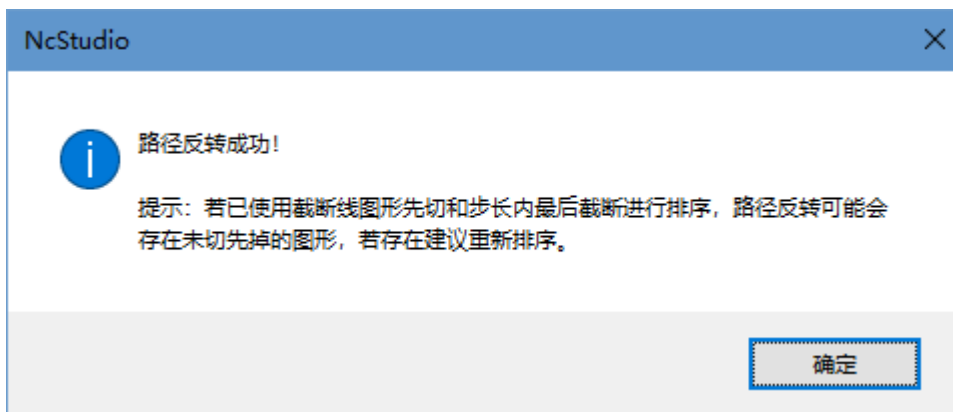 NcStudio
路径反转成功!
提示：若已使用截断线图形先切和步长内最后截断进行排序，路径反转可能会
存在未切先掉的图形，若存在建议重新排序。
确定